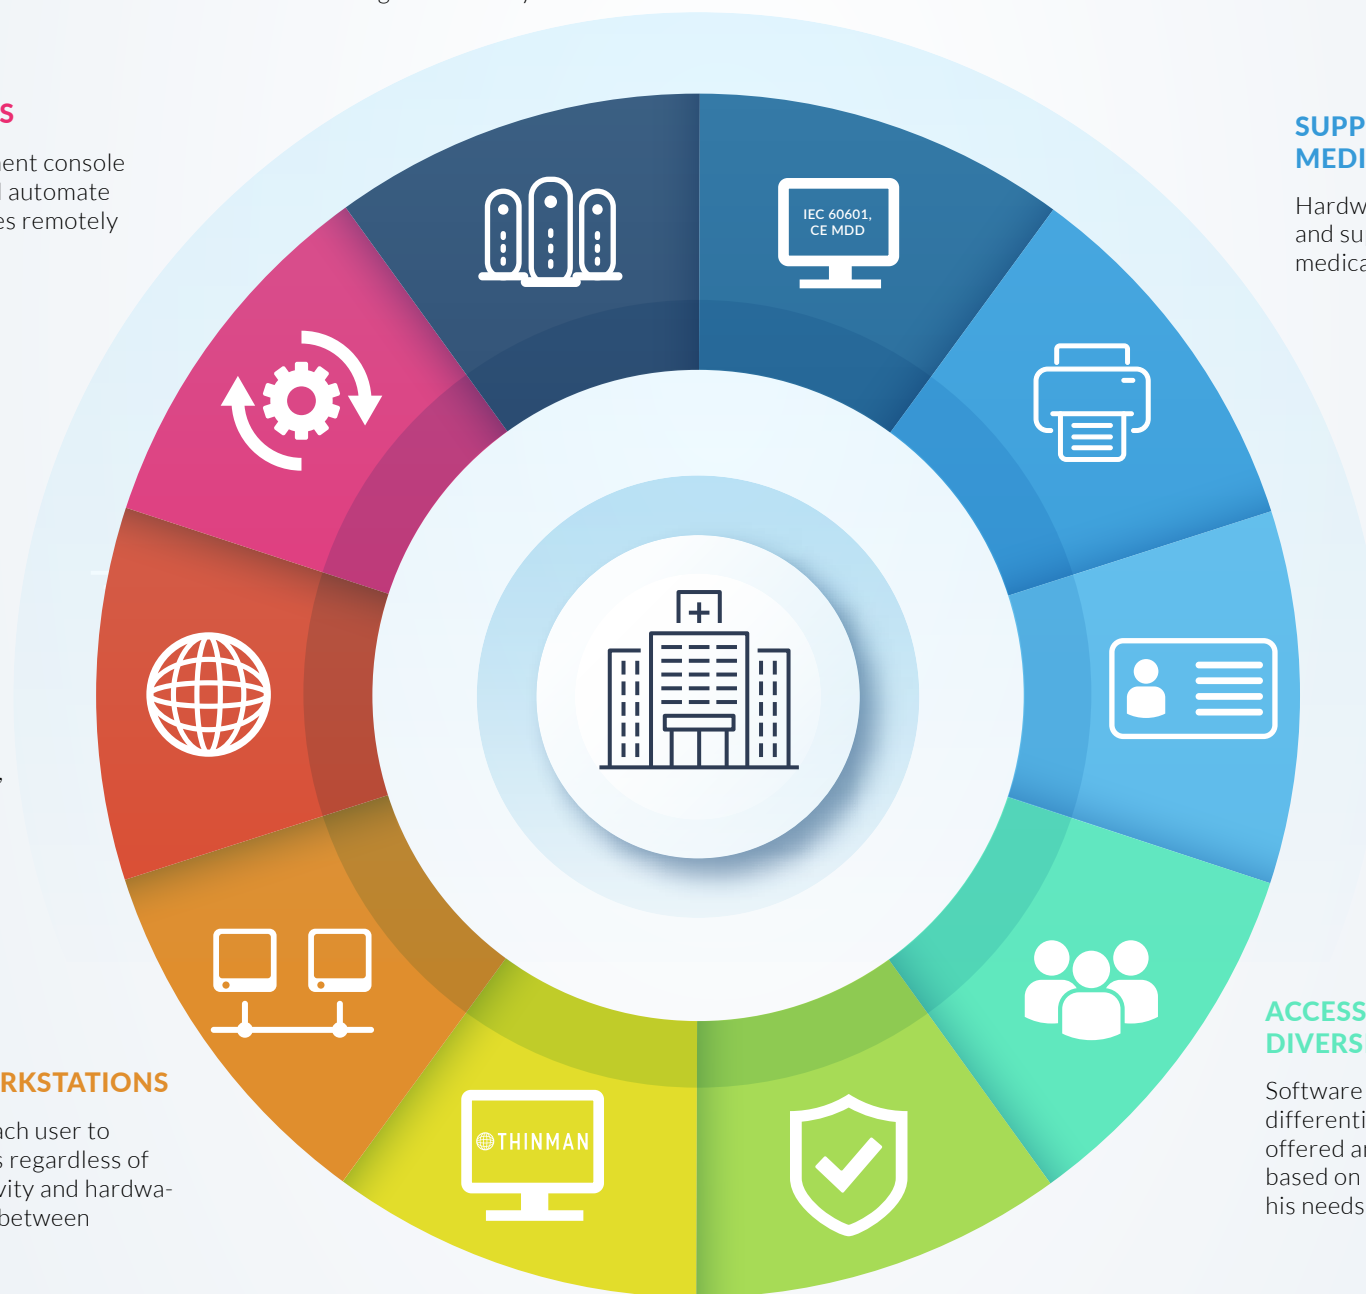 S
ent console
automate
es remotely
IEC 60601,
CE MDD
SUPP
MEDI
Hardw
and su
medica
THINMAN
RKSTATIONS
ach user to
s regardless of
vity and hardwa-
between
ACCESS
DIVERS
Software
differenti
offered a
based on
his needs